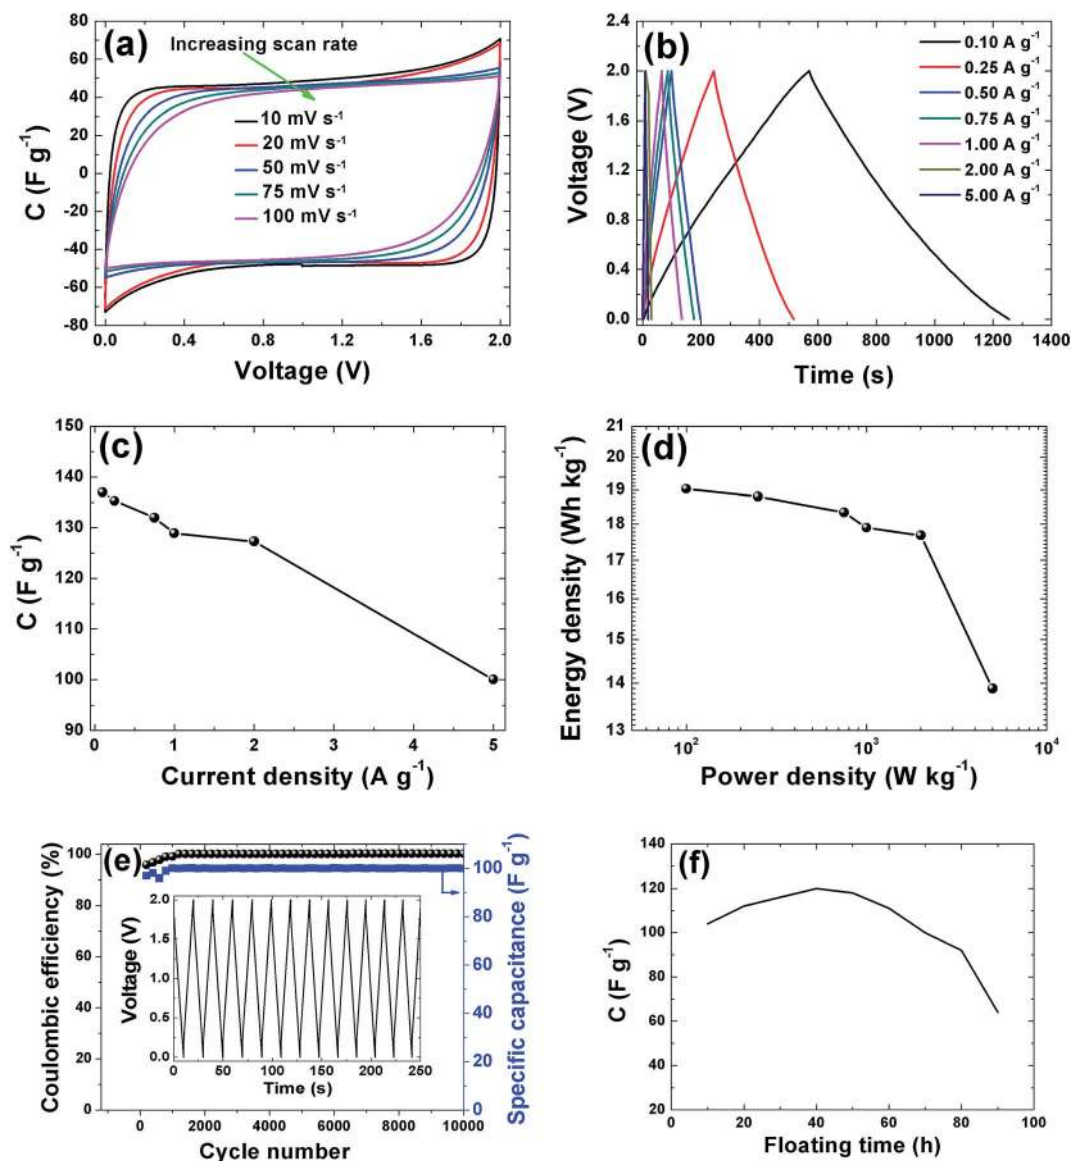 (a)
Increasing scan rate
10 mV s-1
20 mV s-1
50 mV s-1
75 mV s-1
100 mV s-1
80
60
40
20
0
-20
-40
-60
-80
C (F g-1)
0.0 0.4 0.8 1.2 1.6 2.0
Voltage (V)
(b)
0.10 A g-1
0.25 A g-1
0.50 A g-1
0.75 A g-1
1.00 A g-1
2.00 A g-1
5.00 A g-1
2.4
2.0
1.6
1.2
0.8
0.4
0.0
Voltage (V)
0 200 400 600 800 1000 1200 1400
Time (s)
(c)
150
140
130
120
110
100
90
C (F g-1)
0 1 2 3 4 5
Current density (A g-1)
(d)
21
20
19
18
17
16
15
14
13
Energy density (Wh kg-1)
102 103 104
Power density (W kg-1)
(e)
100
80
60
40
20
0
Coulombic efficiency (%)
100
80
60
40
20
0
Specific capacitance (F g-1)
2.0
1.5
1.0
0.5
0.0
Voltage (V)
0 50 100 150 200 250
Time (s)
0 2000 4000 6000 8000 10000
Cycle number
(f)
140
120
100
80
60
40
20
C (F g-1)
0 20 40 60 80 100
Floating time (h)